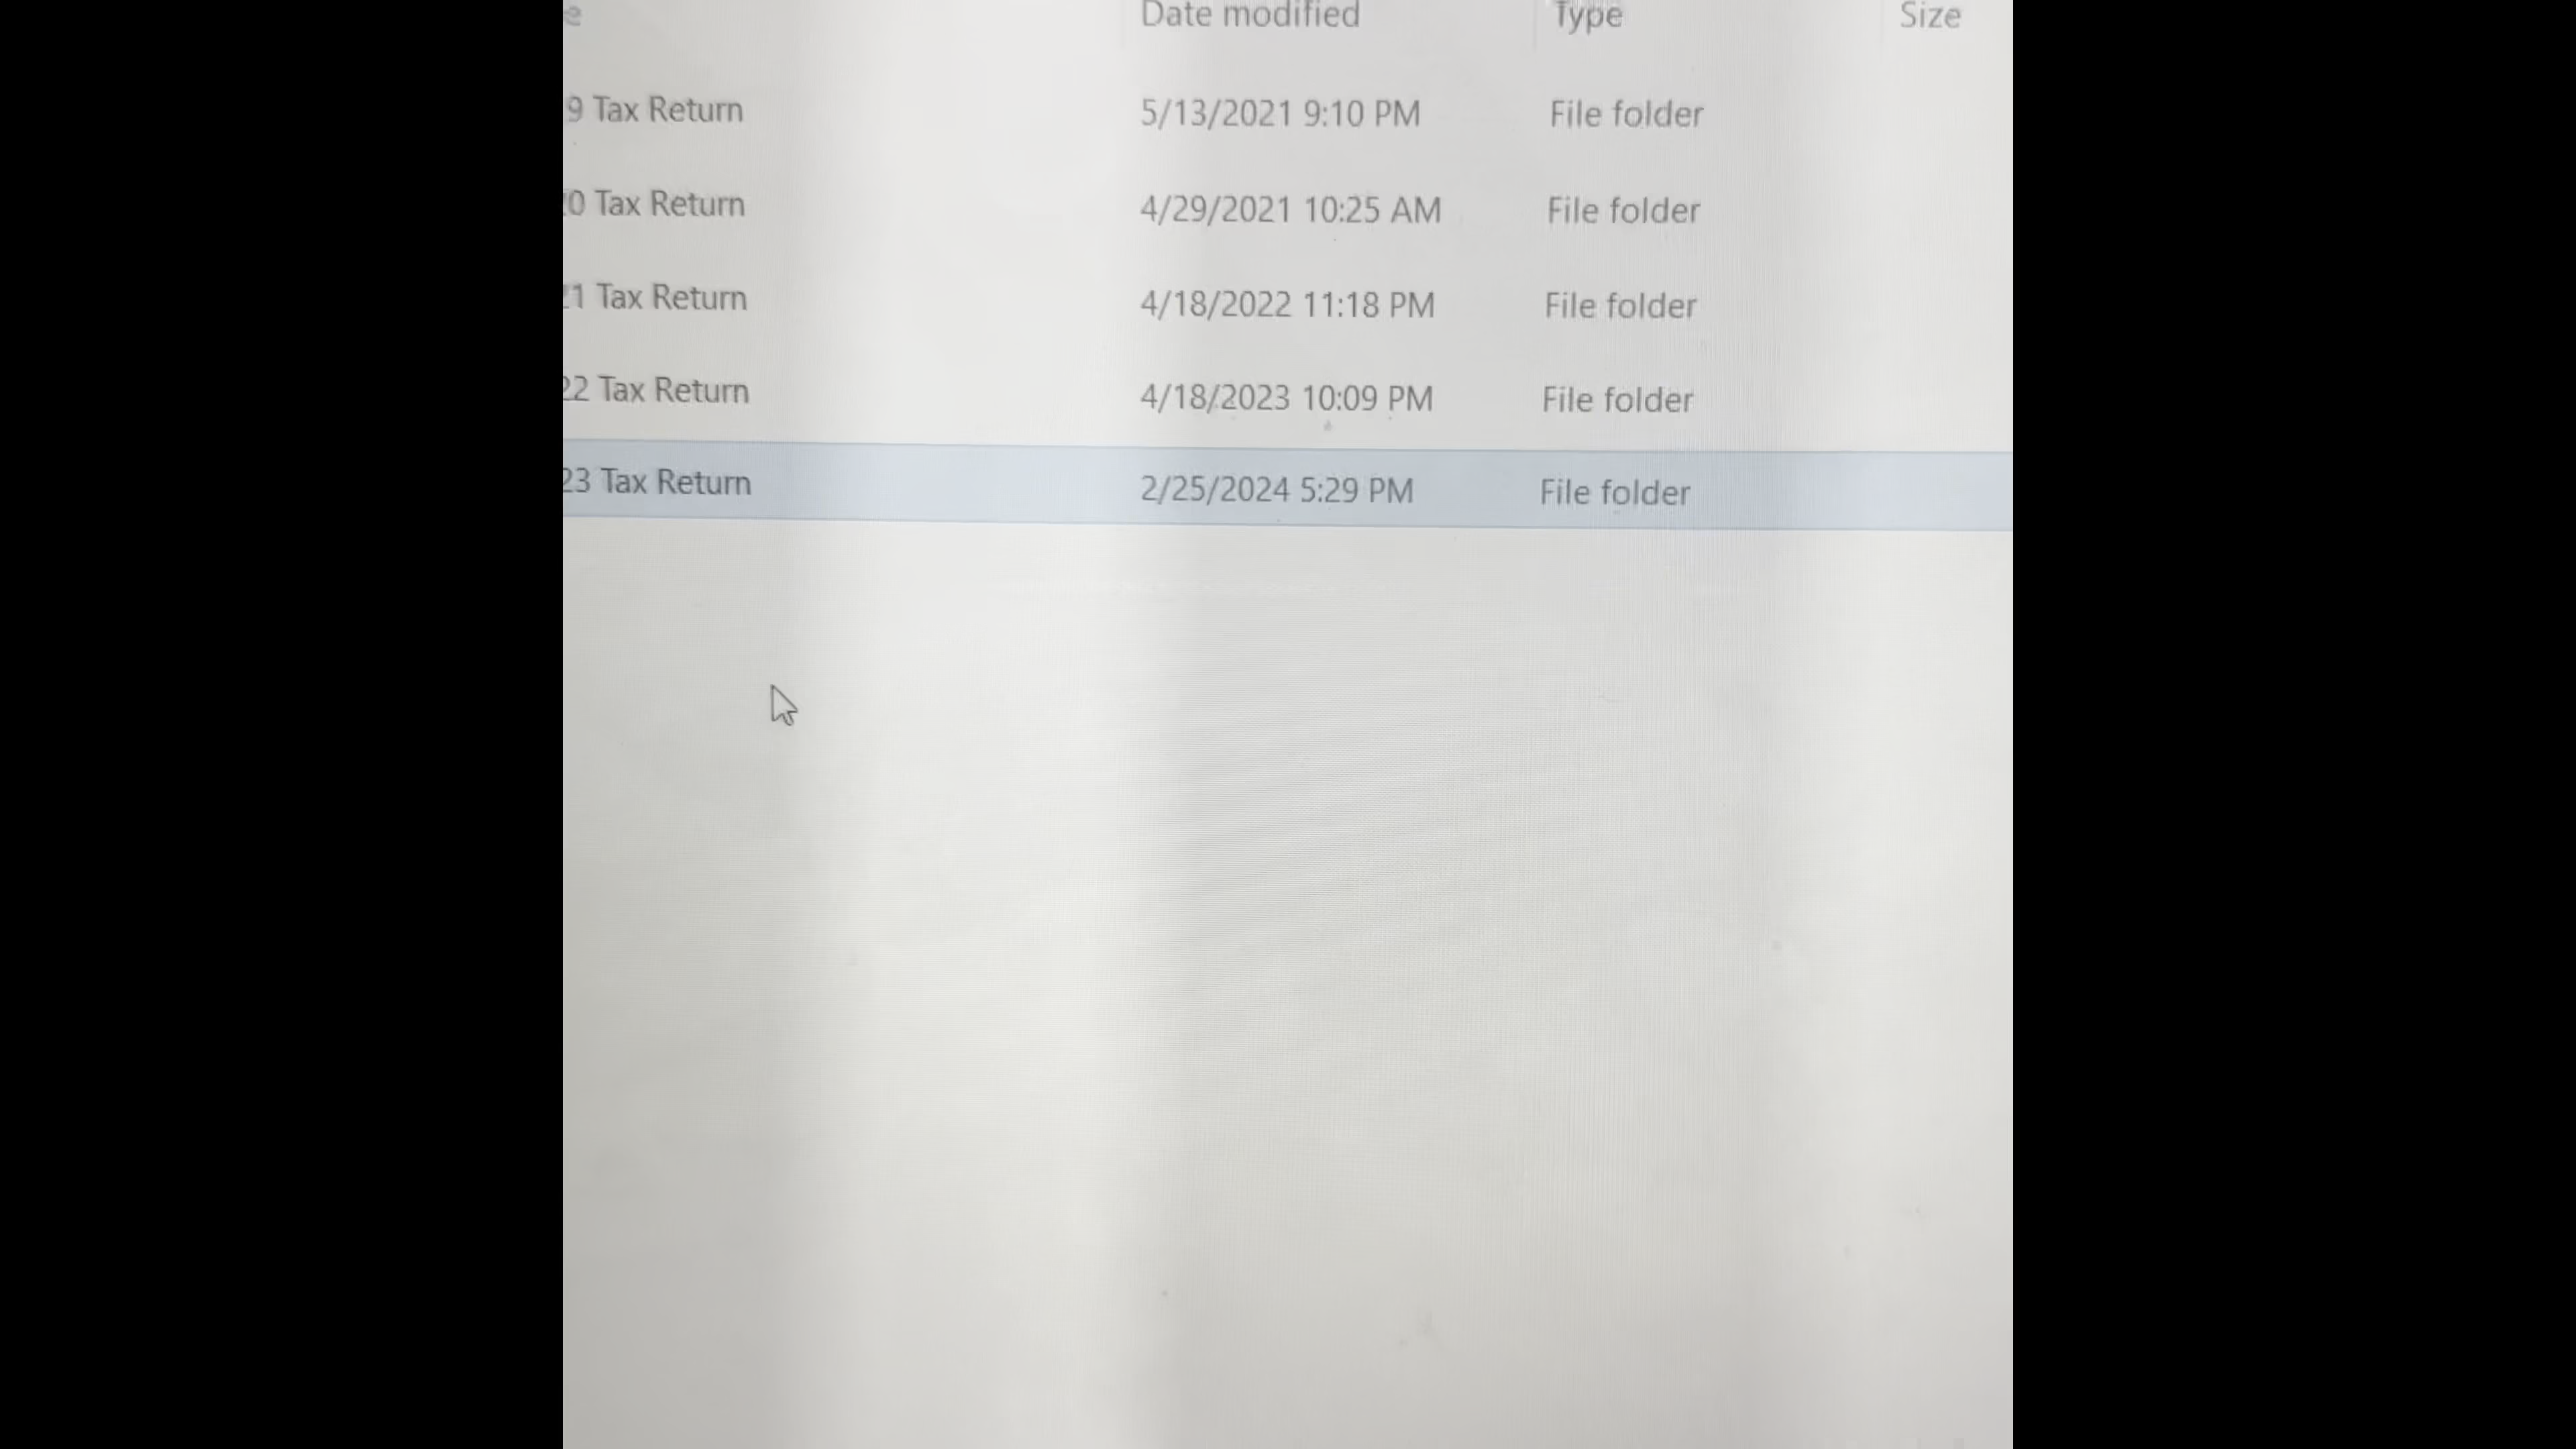 e Date modified Type Size
9 Tax Return 5/13/2021 9:10 PM File folder
20 Tax Return 4/29/2021 10:25 AM File folder
21 Tax Return 4/18/2022 11:18 PM File folder
22 Tax Return 4/18/2023 10:09 PM File folder
23 Tax Return 2/25/2024 5:29 PM File folder